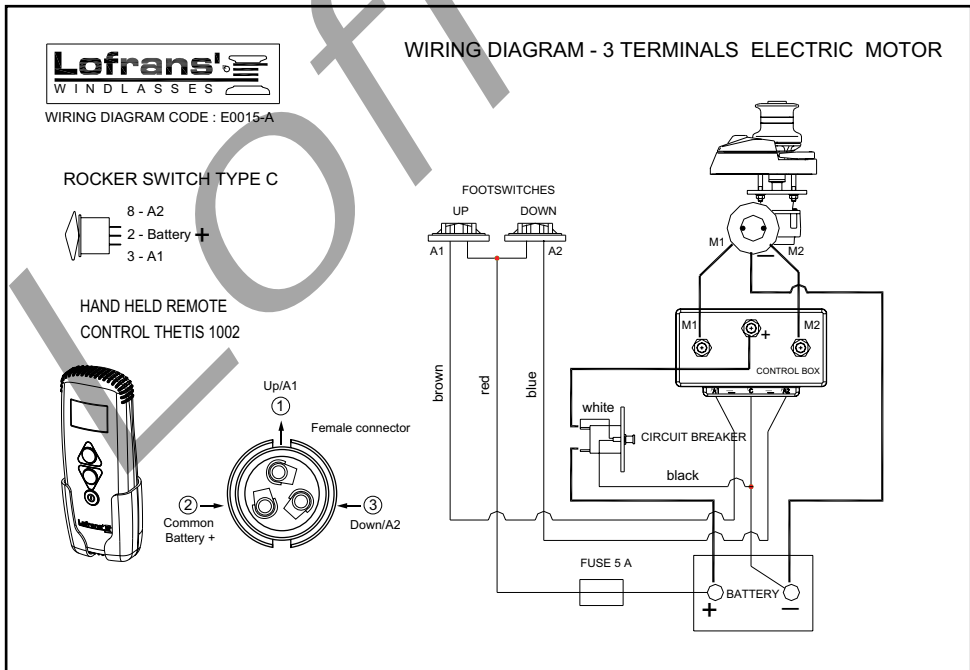 WIRING DIAGRAM - 3 TERMINALS ELECTRIC MOTOR
Lofrans'
WINDLASSES
WIRING DIAGRAM CODE : E0015-A
ROCKER SWITCH TYPE C
8 - A2
2 - Battery +
3 - A1
HAND HELD REMOTE
CONTROL THETIS 1002
Up/A1
1
Female connector
2
Common
Battery +
3
Down/A2
Lofrans'
FOOTSWITCHES
UP
DOWN
A1
A2
brown
red
blue
M1
M2
–
M1
+
M2
CONTROL BOX
A1 – C – A2
white
CIRCUIT BREAKER
black
FUSE 5 A
BATTERY
+
–
Lofr